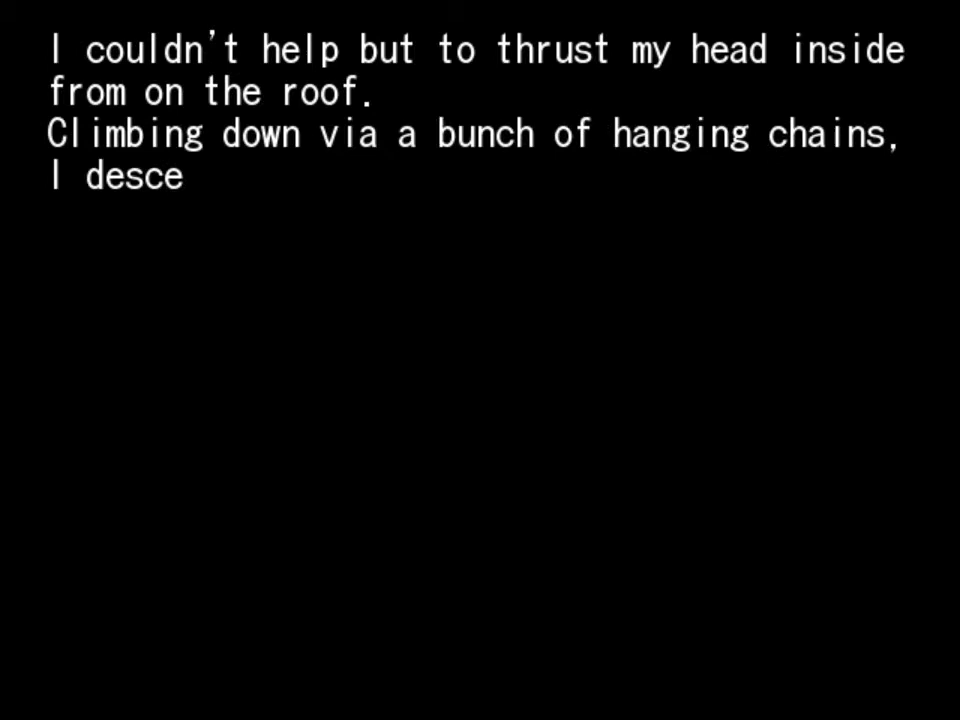 I couldn't help but to thrust my head inside
from on the roof.
Climbing down via a bunch of hanging chains,
I desce